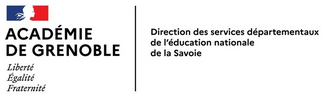 ACADÉMIE
DE GRENOBLE
Liberté
Égalité
Fraternité
Direction des services départementaux
de l'éducation nationale
de la Savoie